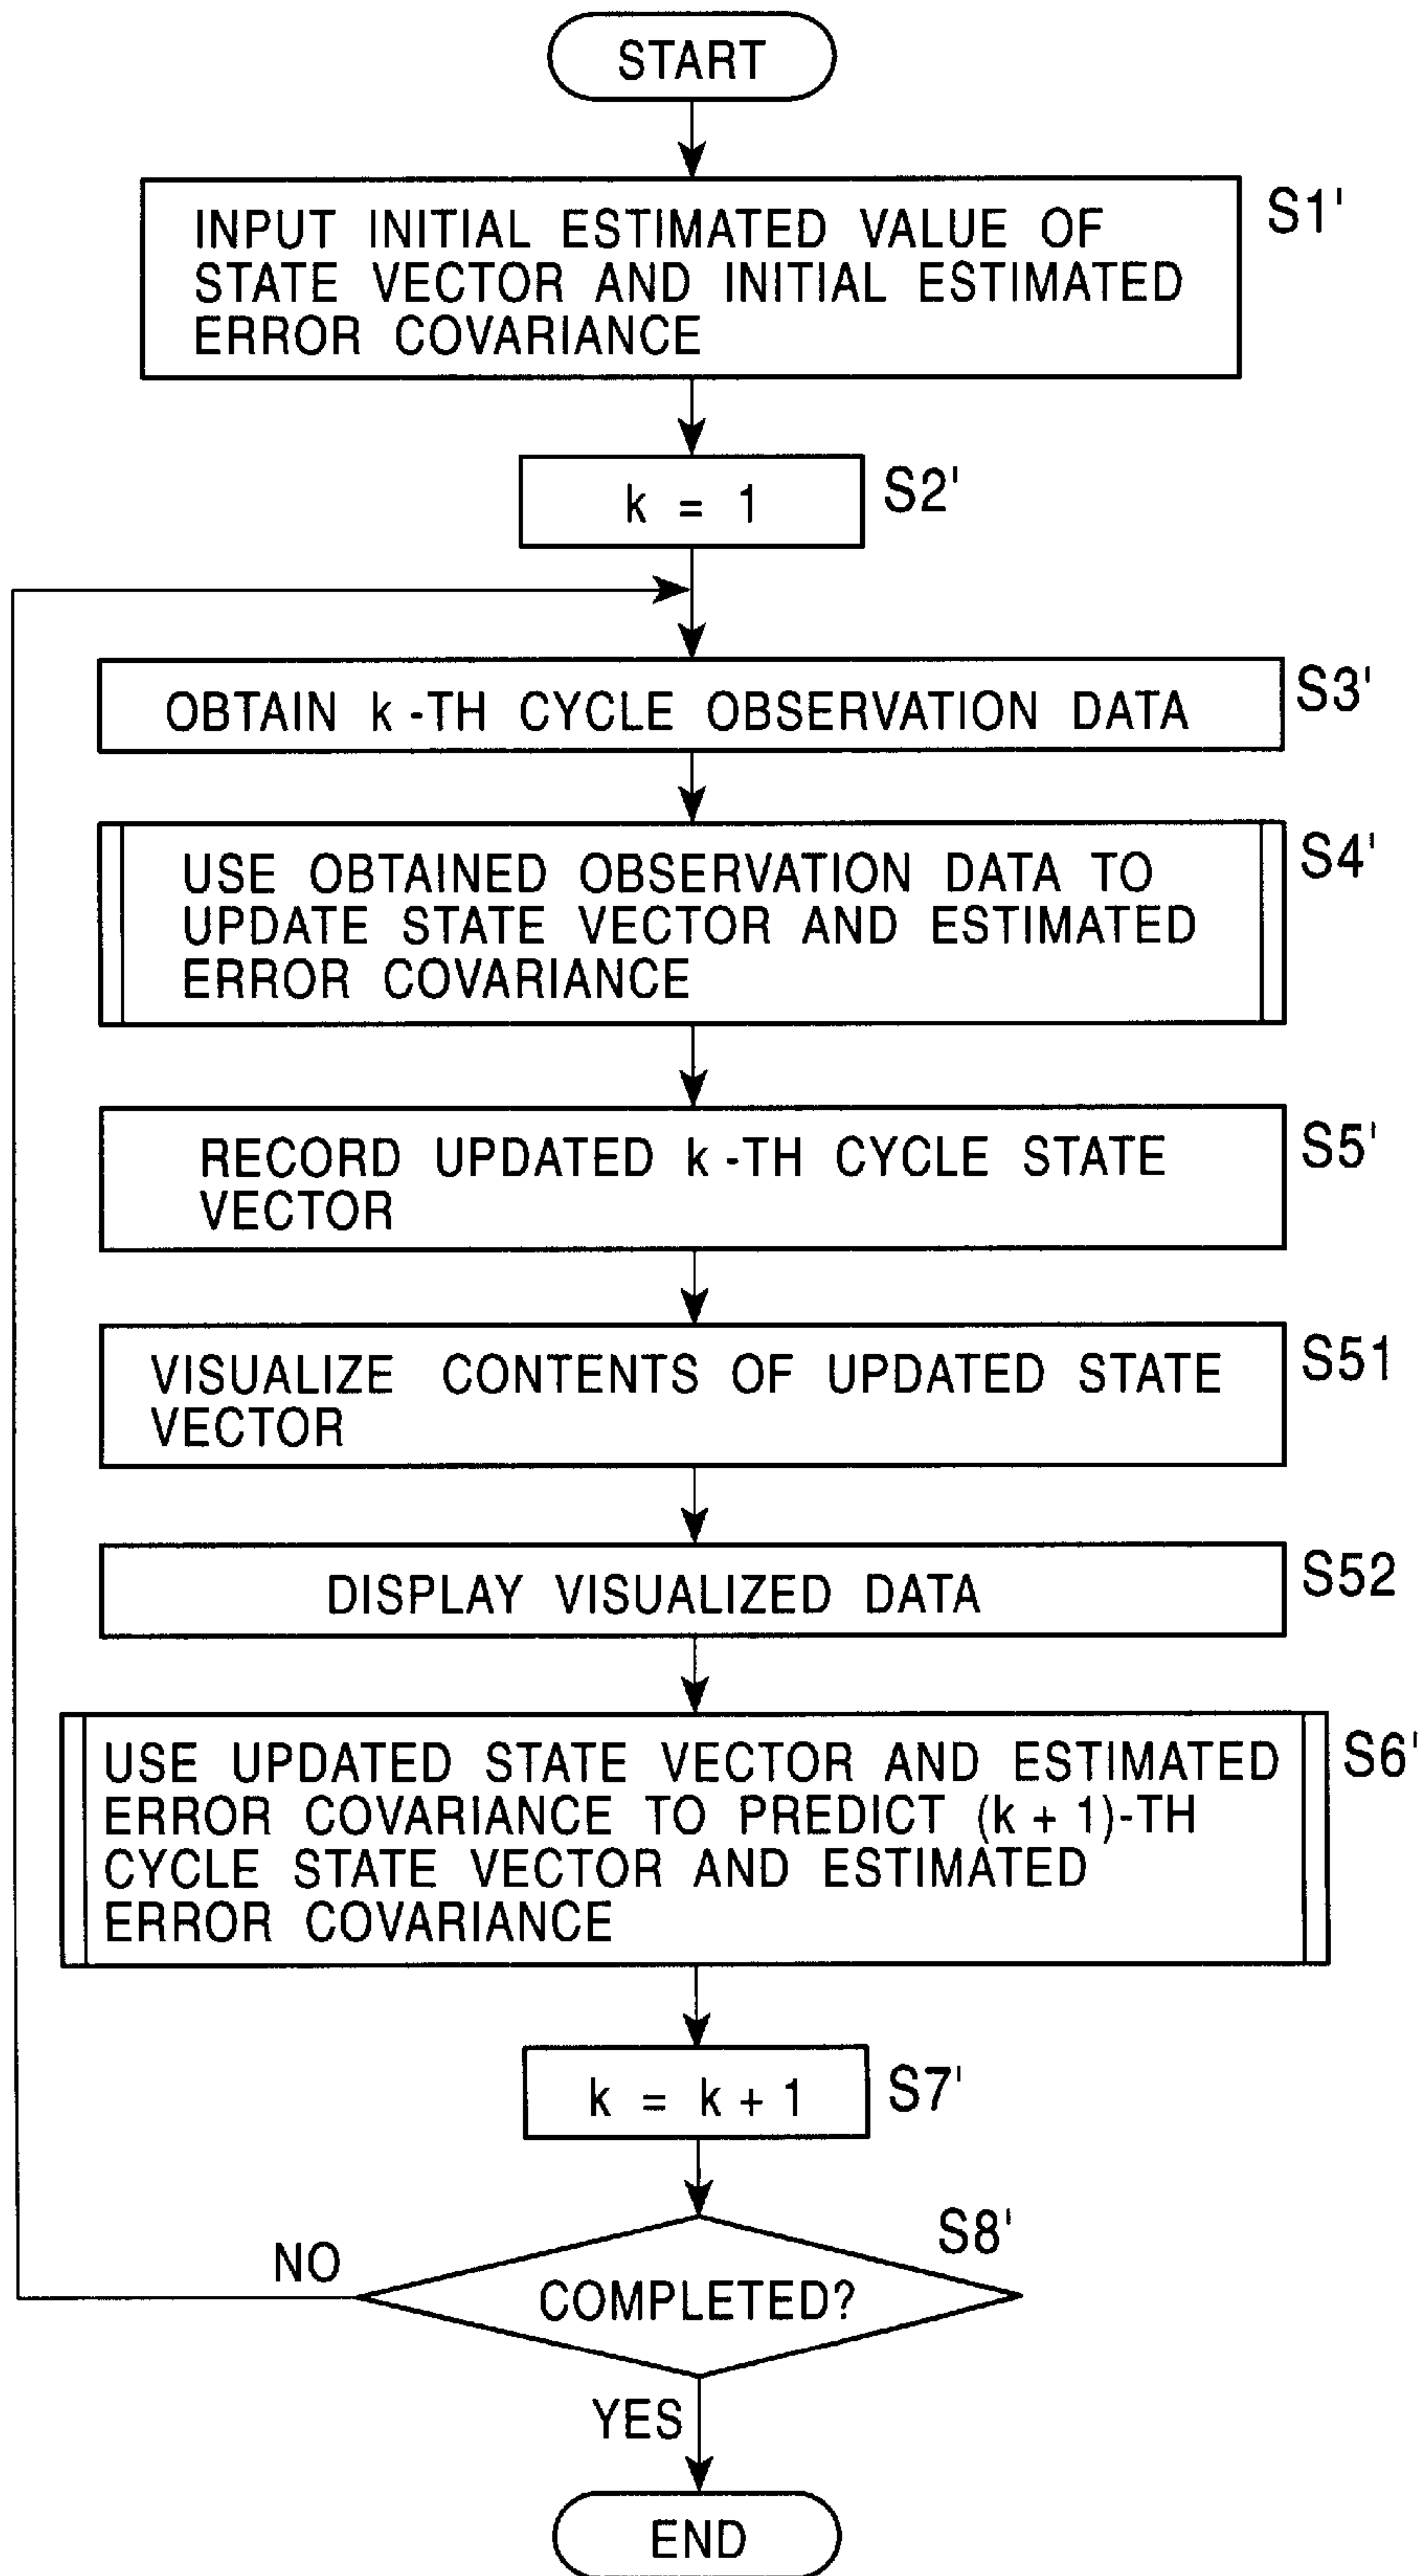 START
S1'
INPUT INITIAL ESTIMATED VALUE OF
STATE VECTOR AND INITIAL ESTIMATED
ERROR COVARIANCE
S2'
k = 1
S3'
OBTAIN k-TH CYCLE OBSERVATION DATA
S4'
USE OBTAINED OBSERVATION DATA TO
UPDATE STATE VECTOR AND ESTIMATED
ERROR COVARIANCE
S5'
RECORD UPDATED k-TH CYCLE STATE
VECTOR
S51
VISUALIZE CONTENTS OF UPDATED STATE
VECTOR
S52
DISPLAY VISUALIZED DATA
S6'
USE UPDATED STATE VECTOR AND ESTIMATED
ERROR COVARIANCE TO PREDICT (k + 1)-TH
CYCLE STATE VECTOR AND ESTIMATED
ERROR COVARIANCE
S7'
k = k + 1
S8'
NO
COMPLETED?
YES
END